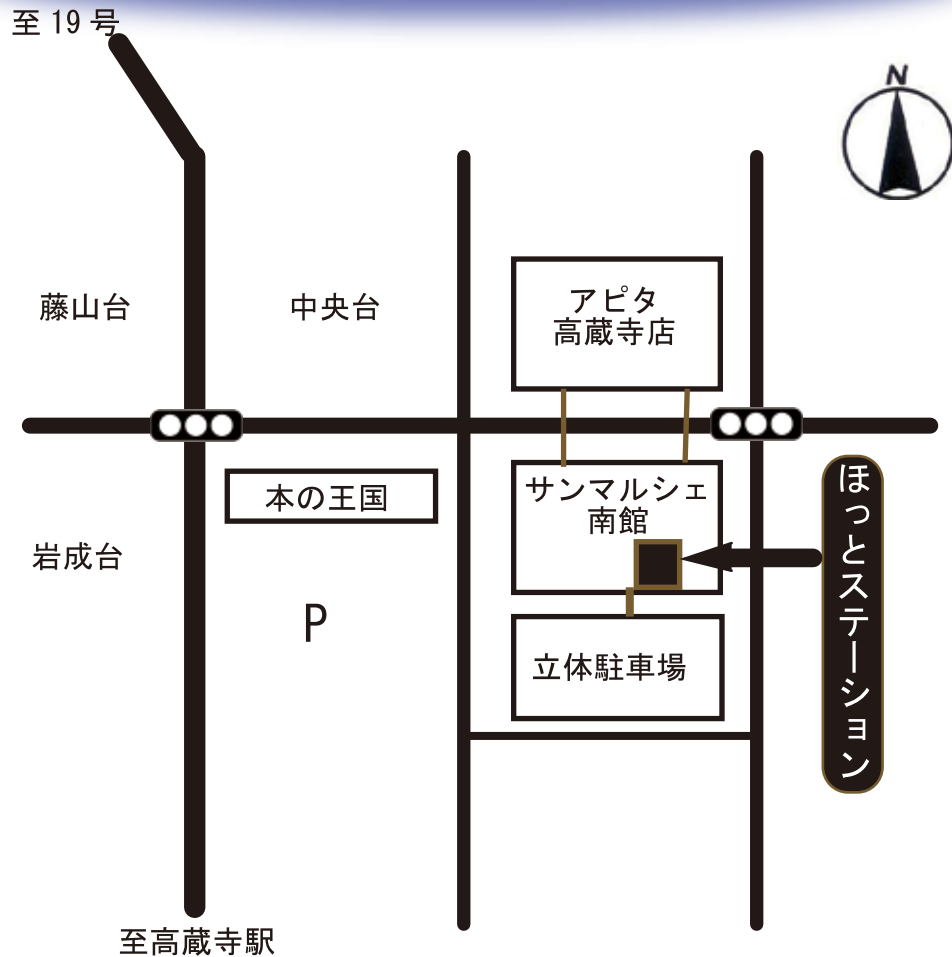 至 19 号
N
藤山台
中央台
アピタ
高蔵寺店
本の王国
サンマルシェ
南館
ほっとステーション
岩成台
P
立体駐車場
至高蔵寺駅